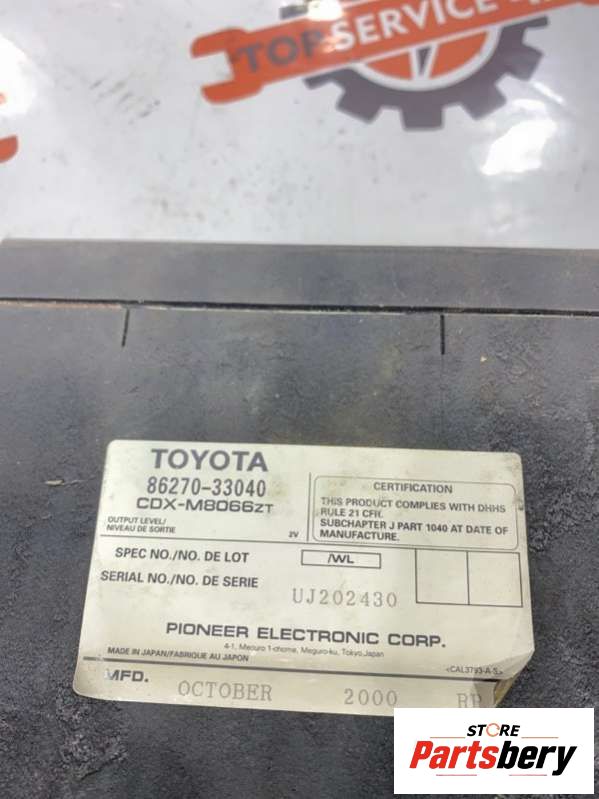 TOP SERVICE
TOYOTA
86270-33040
CDX-M8066ZT
OUTPUT LEVEL/
NIVEAU DE SORTIE 2V
CERTIFICATION
THIS PRODUCT COMPLIES WITH DHHS
RULE 21 CFR.
SUBCHAPTER J PART 1040 AT DATE OF
MANUFACTURE.
SPEC NO./NO. DE LOT /WL
SERIAL NO./NO. DE SERIE UJ202430
PIONEER ELECTRONIC CORP.
4-1, Meguro 1-chome, Meguro-ku, Tokyo, Japan
MADE IN JAPAN/FABRIQUE AU JAPON <CAL3793-A-S>
MFD. OCTOBER 2000
STORE
Partsbery